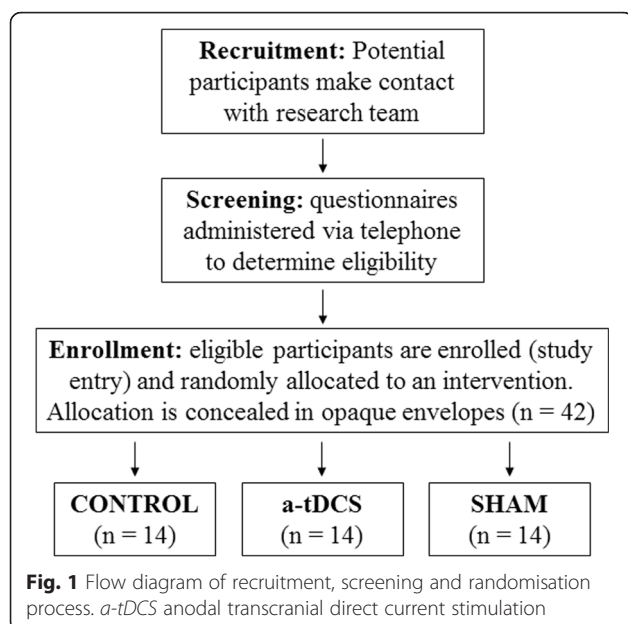 Recruitment: Potential
participants make contact
with research team
Screening: questionnaires
administered via telephone
to determine eligibility
Enrollment: eligible participants are enrolled (study
entry) and randomly allocated to an intervention.
Allocation is concealed in opaque envelopes (n = 42)
CONTROL
(n = 14)
a-tDCS
(n = 14)
SHAM
(n = 14)
Fig. 1 Flow diagram of recruitment, screening and randomisation
process. a-tDCS anodal transcranial direct current stimulation